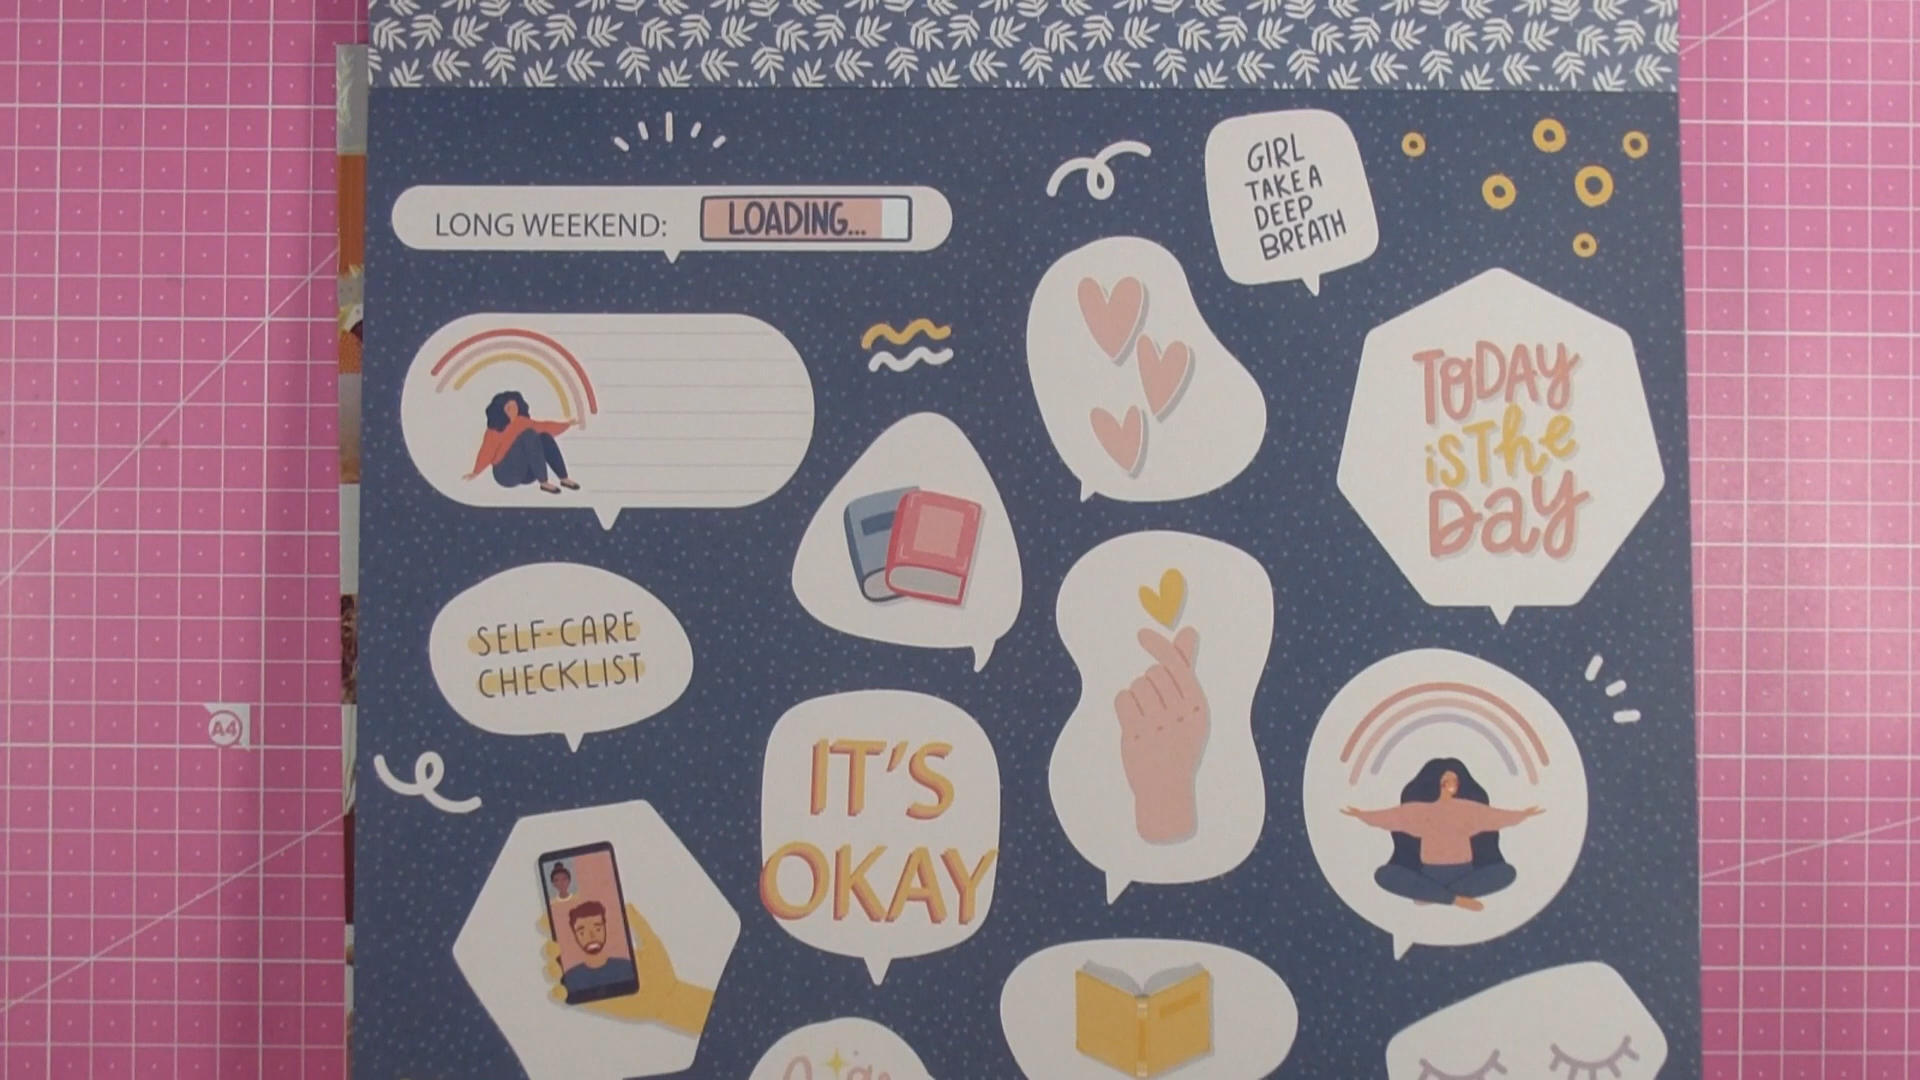 LONG WEEKEND: LOADING...
GIRL
TAKE A
DEEP
BREATH
TODAY
is The
Day
SELF-CARE
CHECKLIST
IT'S
OKAY
A4